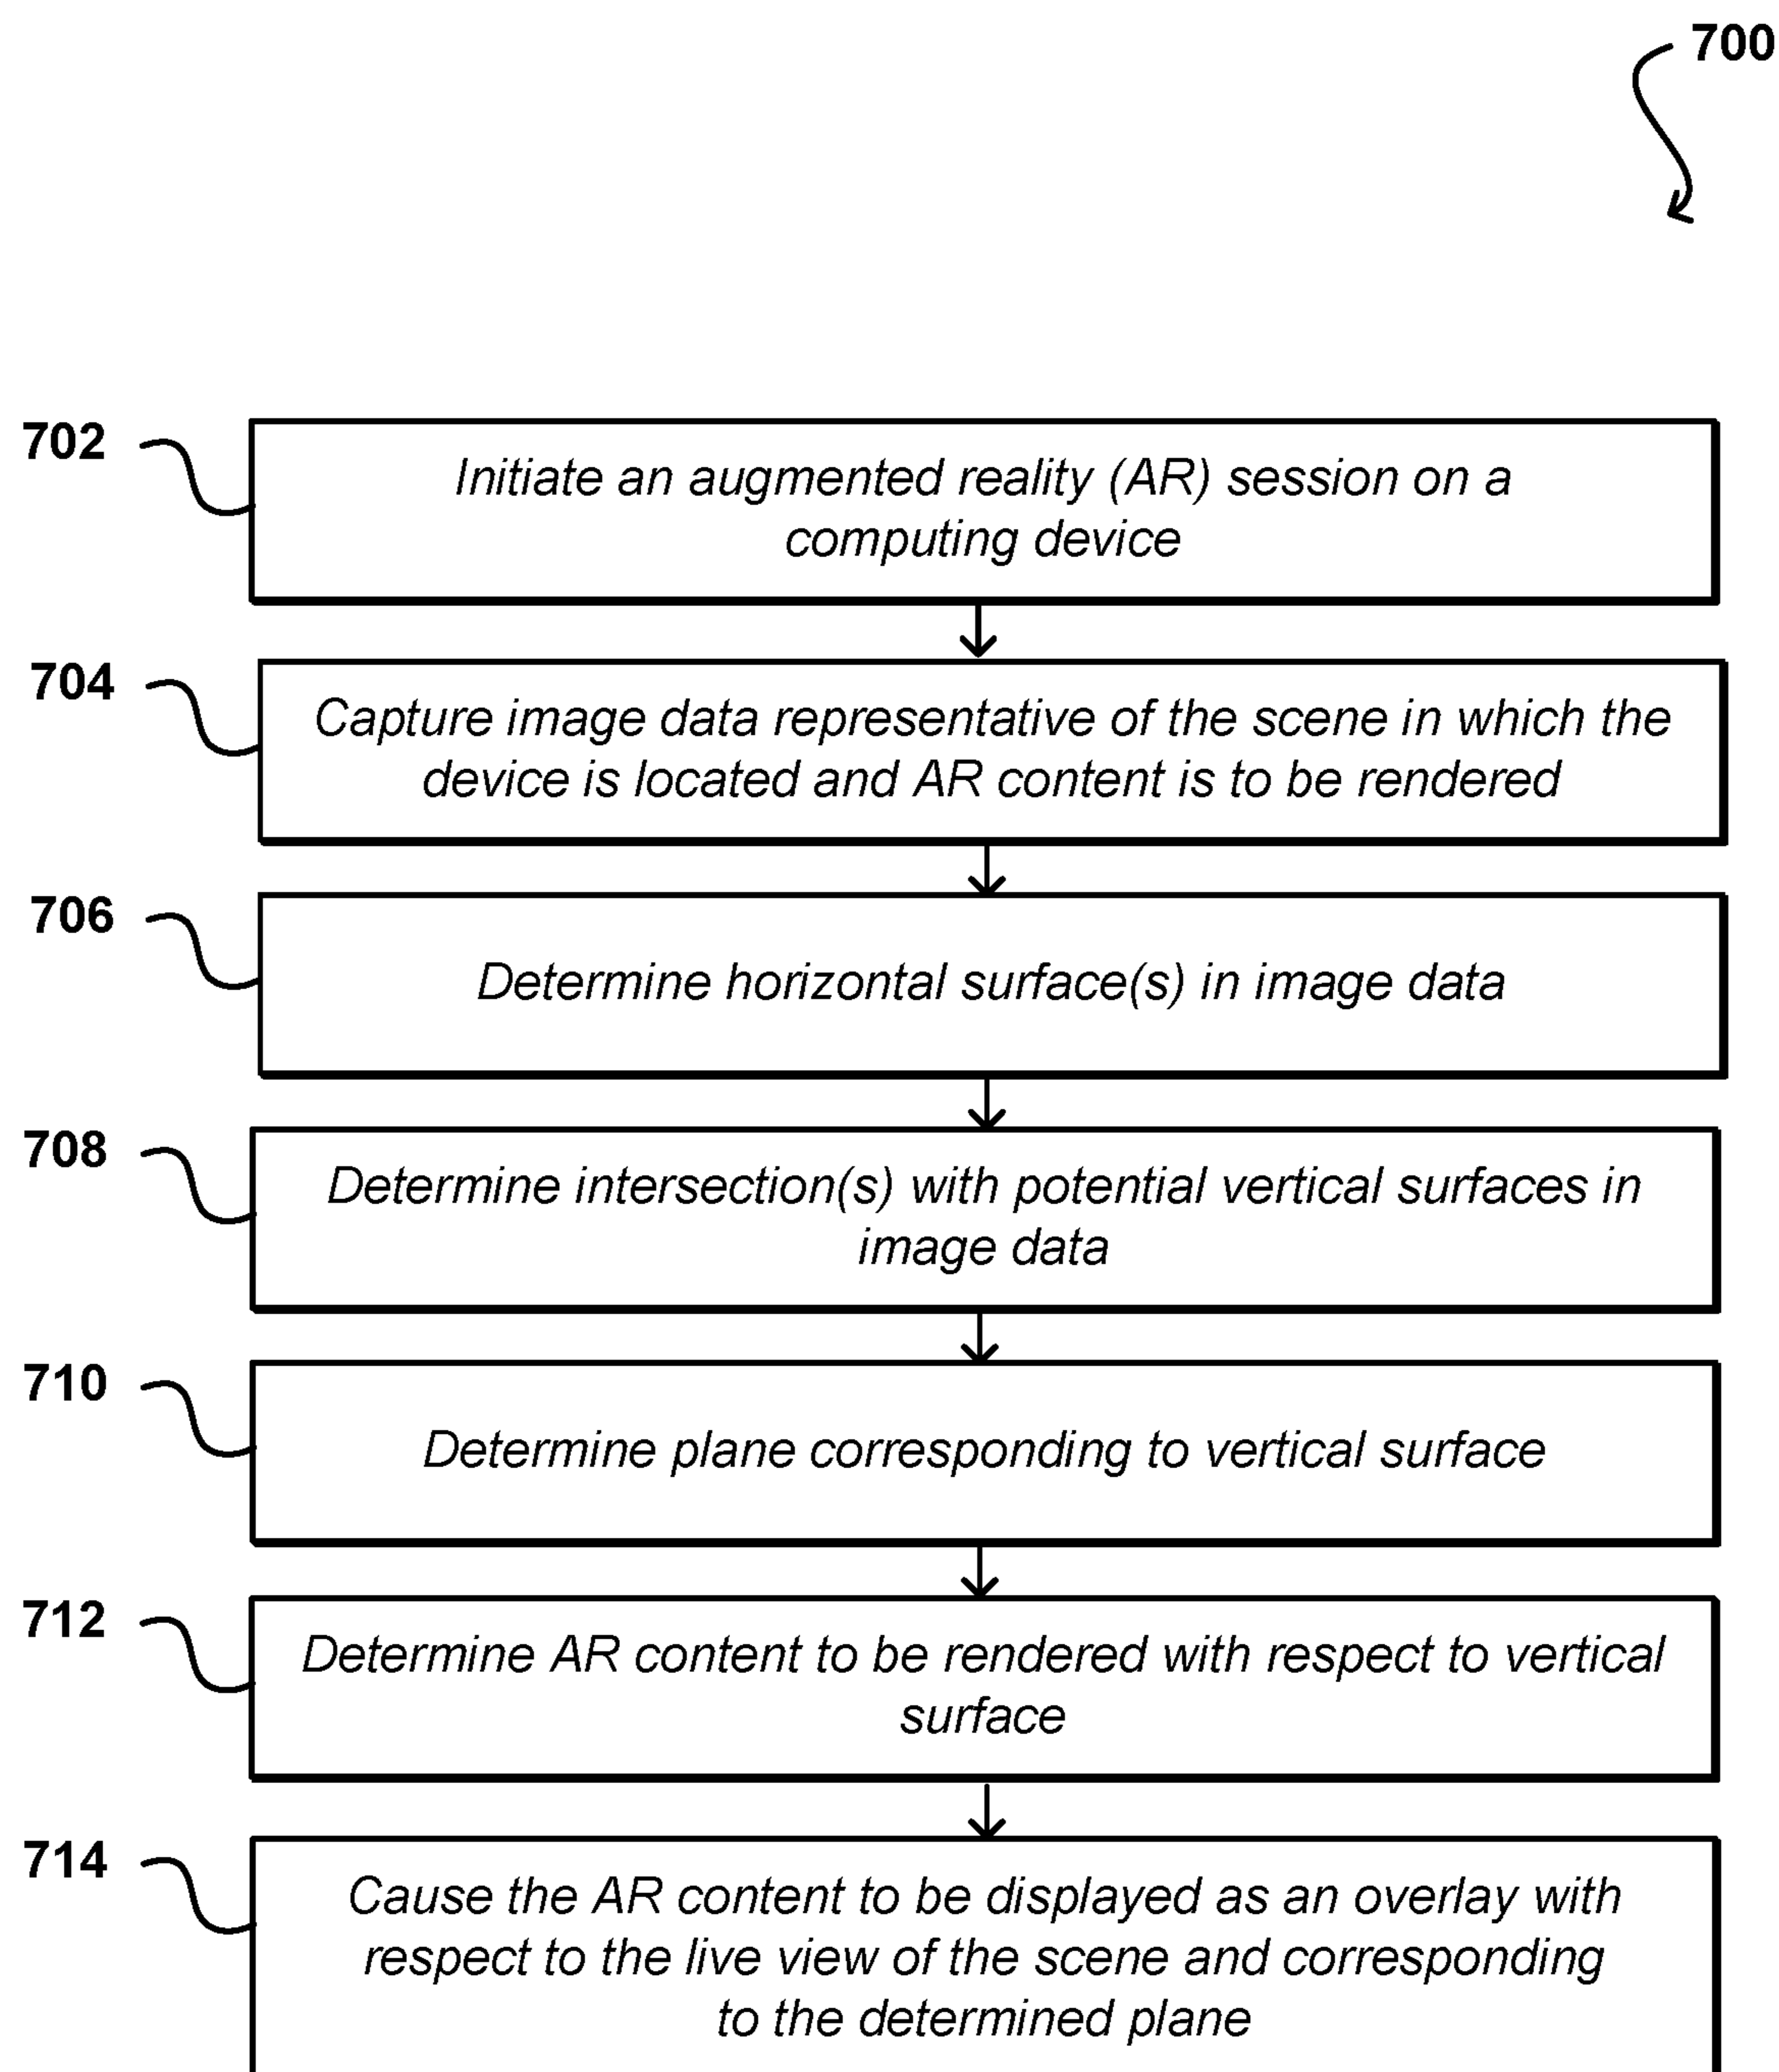 700
702
Initiate an augmented reality (AR) session on a
computing device
704
Capture image data representative of the scene in which the
device is located and AR content is to be rendered
706
Determine horizontal surface(s) in image data
708
Determine intersection(s) with potential vertical surfaces in
image data
710
Determine plane corresponding to vertical surface
712
Determine AR content to be rendered with respect to vertical
surface
714
Cause the AR content to be displayed as an overlay with
respect to the live view of the scene and corresponding
to the determined plane